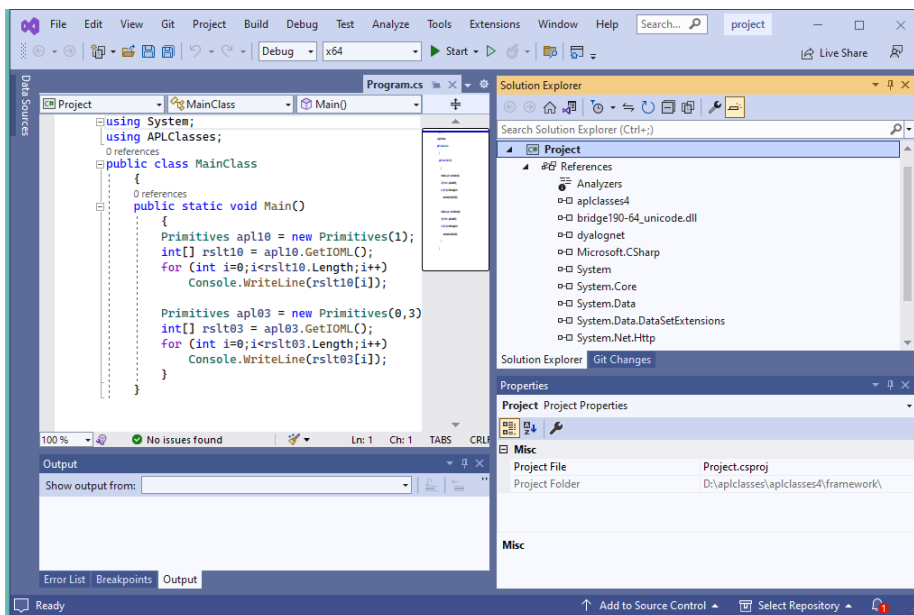 File Edit View Git Project Build Debug Test Analyze Tools Extensions Window Help Search... project
Debug x64 Start Live Share
Data Sources
Program.cs
Project MainClass Main()
using System;
using APLClasses;
0 references
public class MainClass
{
0 references
public static void Main()
{
Primitives apl10 = new Primitives(1);
int[] rslt10 = apl10.GetIOML();
for (int i=0;i<rslt10.Length;i++)
Console.WriteLine(rslt10[i]);
Primitives apl03 = new Primitives(0,3)
int[] rslt03 = apl03.GetIOML();
for (int i=0;i<rslt03.Length;i++)
Console.WriteLine(rslt03[i]);
}
}
100 % No issues found Ln: 1 Ch: 1 TABS CRLF
Output
Show output from:
Error List Breakpoints Output
Solution Explorer
Search Solution Explorer (Ctrl+;)
C# Project
References
Analyzers
aplclasses4
bridge190-64_unicode.dll
dyalognet
Microsoft.CSharp
System
System.Core
System.Data
System.Data.DataSetExtensions
System.Net.Http
Solution Explorer Git Changes
Properties
Project Project Properties
Misc
Project File Project.csproj
Project Folder D:\aplclasses\aplclasses4\framework\
Misc
Ready Add to Source Control Select Repository 1